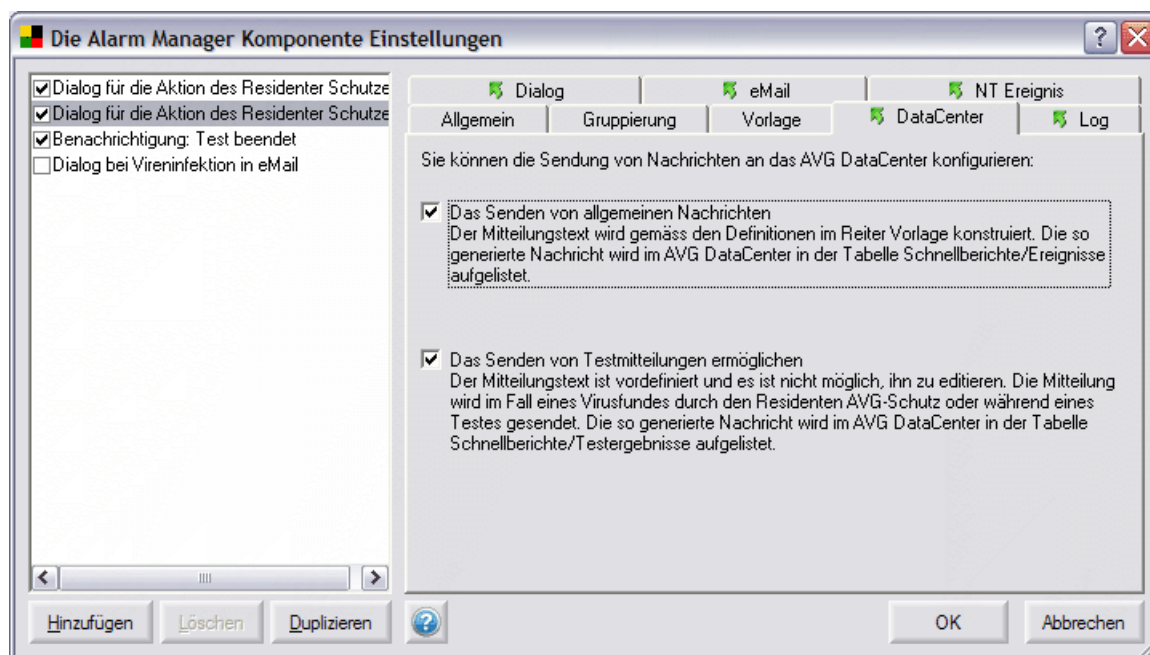 Die Alarm Manager Komponente Einstellungen
Dialog für die Aktion des Residenter Schutze
Dialog für die Aktion des Residenter Schutze
Benachrichtigung: Test beendet
Dialog bei Vireninfektion in eMail
Dialog
eMail
NT Ereignis
Allgemein
Gruppierung
Vorlage
DataCenter
Log
Sie können die Sendung von Nachrichten an das AVG DataCenter konfigurieren:
Das Senden von allgemeinen Nachrichten
Der Mitteilungstext wird gemäss den Definitionen im Reiter Vorlage konstruiert. Die so
generierte Nachricht wird im AVG DataCenter in der Tabelle Schnellberichte/Ereignisse
aufgelistet.
Das Senden von Testmitteilungen ermöglichen
Der Mitteilungstext ist vordefiniert und es ist nicht möglich, ihn zu editieren. Die Mitteilung
wird im Fall eines Virusfundes durch den Residenten AVG-Schutz oder während eines
Testes gesendet. Die so generierte Nachricht wird im AVG DataCenter in der Tabelle
Schnellberichte/Testergebnisse aufgelistet.
Hinzufügen
Löschen
Duplizieren
OK
Abbrechen